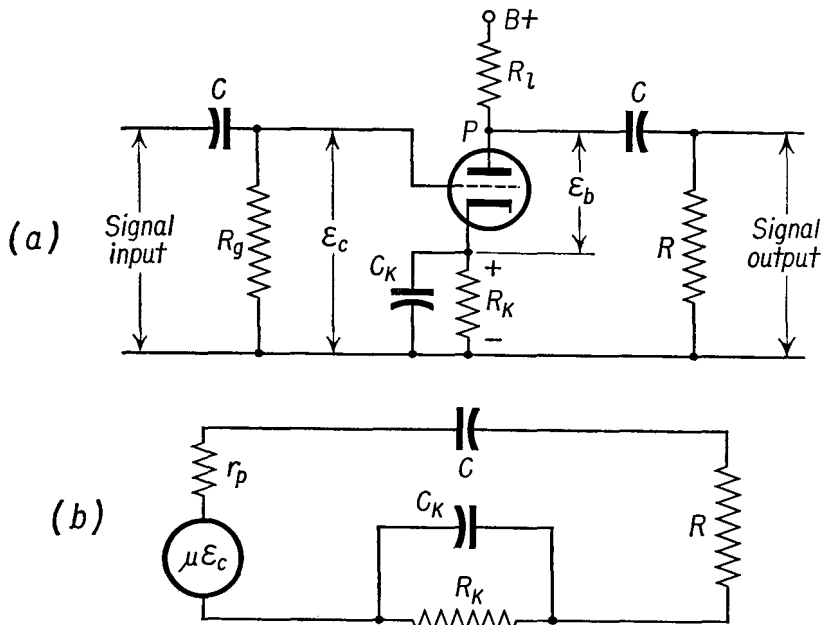 B+
R_l
C
C
P
(a)
Signal
input
R_g
ε_c
ε_b
C_K
+
R_K
−
R
Signal
output
r_p
C
(b)
με_c
C_K
R_K
R